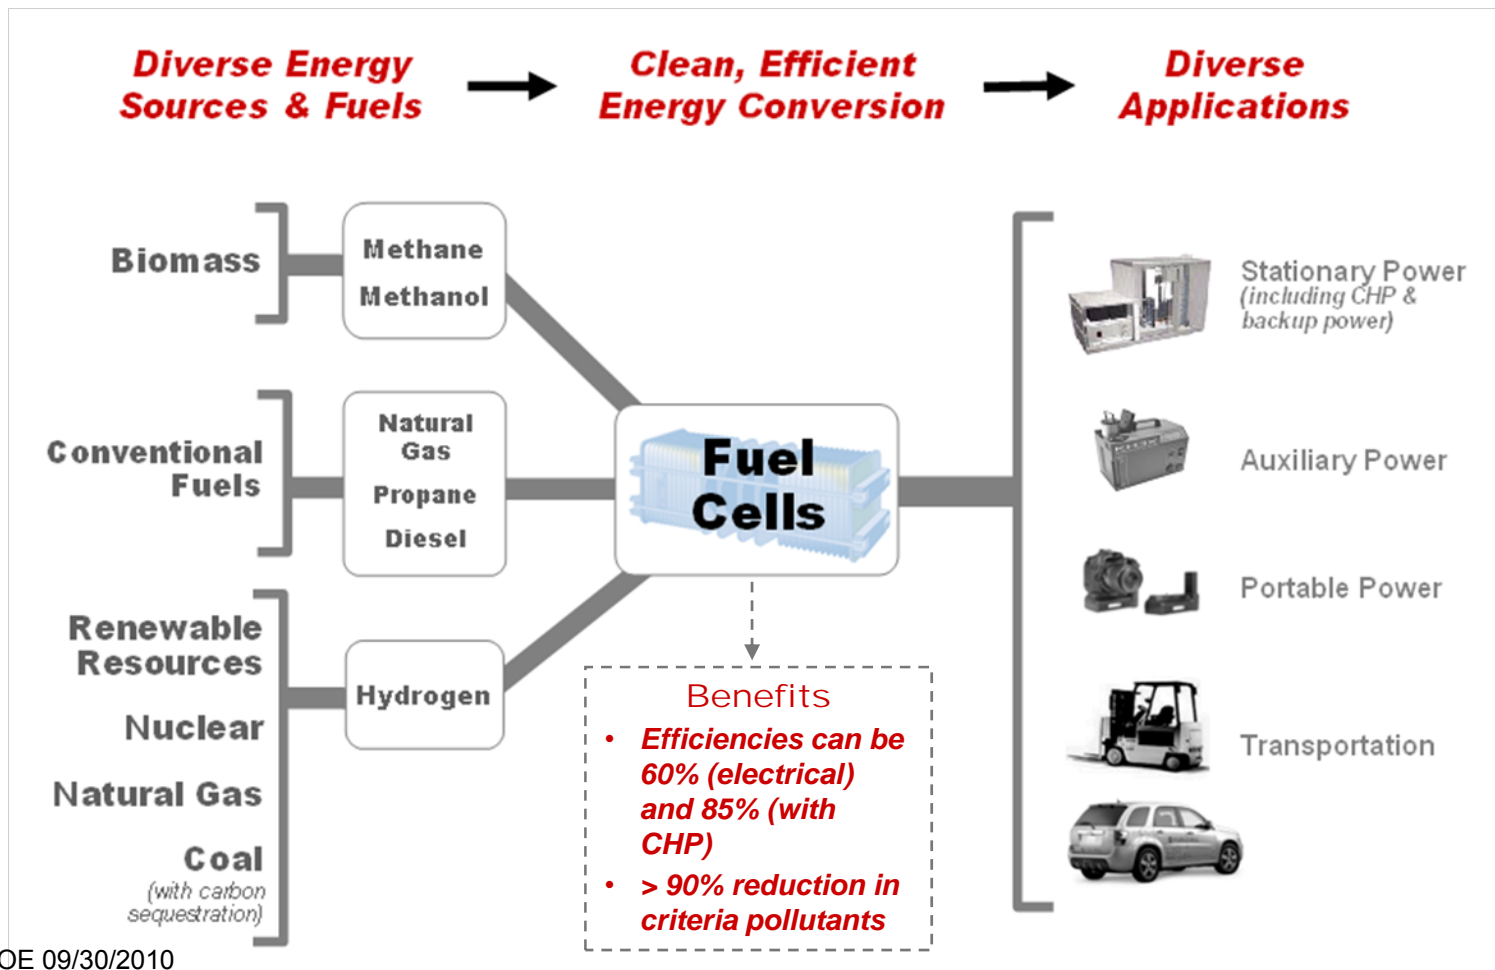 Diverse Energy
Sources & Fuels
Clean, Efficient
Energy Conversion
Diverse
Applications
Biomass
Methane
Methanol
Conventional
Fuels
Natural
Gas
Propane
Diesel
Renewable
Resources
Nuclear
Natural Gas
Coal
(with carbon
sequestration)
Hydrogen
Fuel
Cells
Benefits
• Efficiencies can be
60% (electrical)
and 85% (with
CHP)
• > 90% reduction in
criteria pollutants
Stationary Power
(including CHP &
backup power)
Auxiliary Power
Portable Power
Transportation
OE 09/30/2010